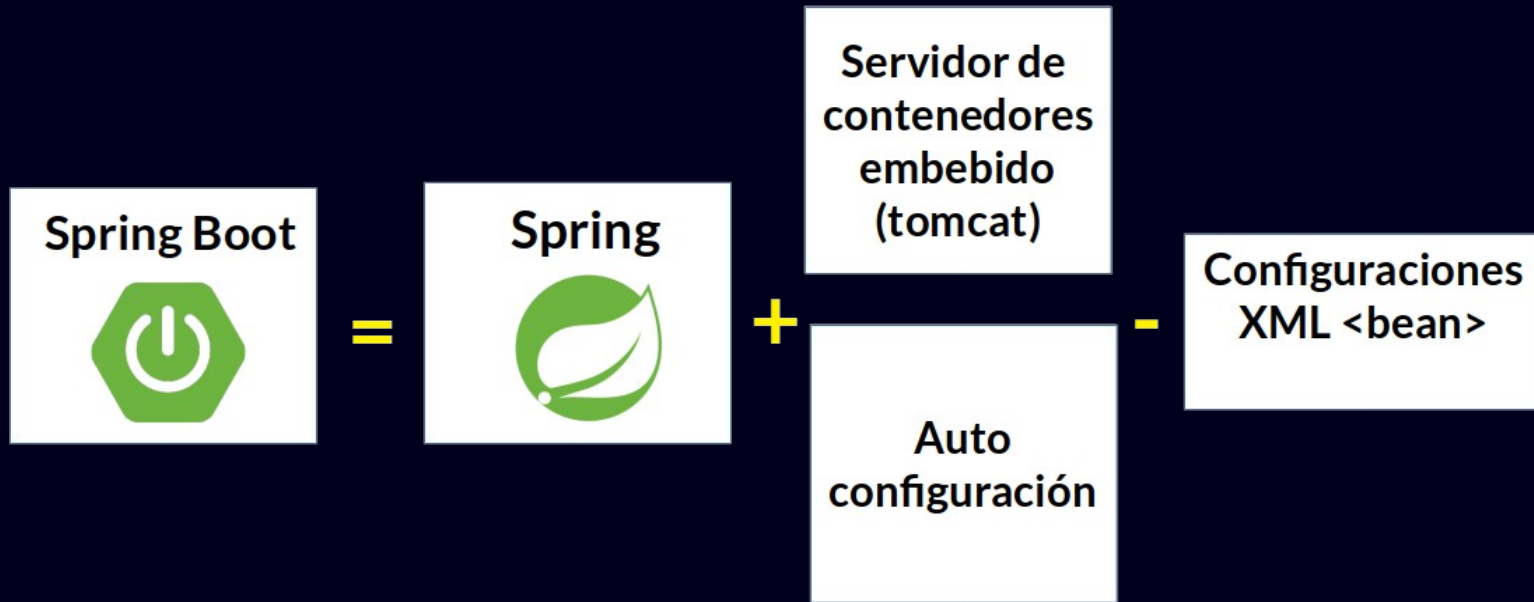 Spring Boot
=
Spring
+
Servidor de
contenedores
embebido
(tomcat)
Auto
configuración
-
Configuraciones
XML <bean>